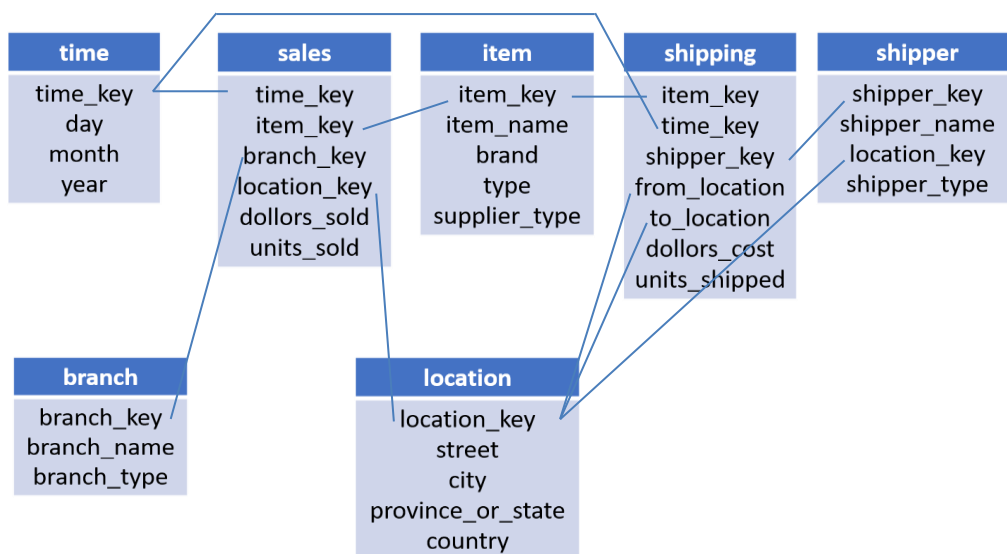 time
time_key
day
month
year
sales
time_key
item_key
branch_key
location_key
dollors_sold
units_sold
item
item_key
item_name
brand
type
supplier_type
shipping
item_key
time_key
shipper_key
from_location
to_location
dollors_cost
units_shipped
shipper
shipper_key
shipper_name
location_key
shipper_type
branch
branch_key
branch_name
branch_type
location
location_key
street
city
province_or_state
country